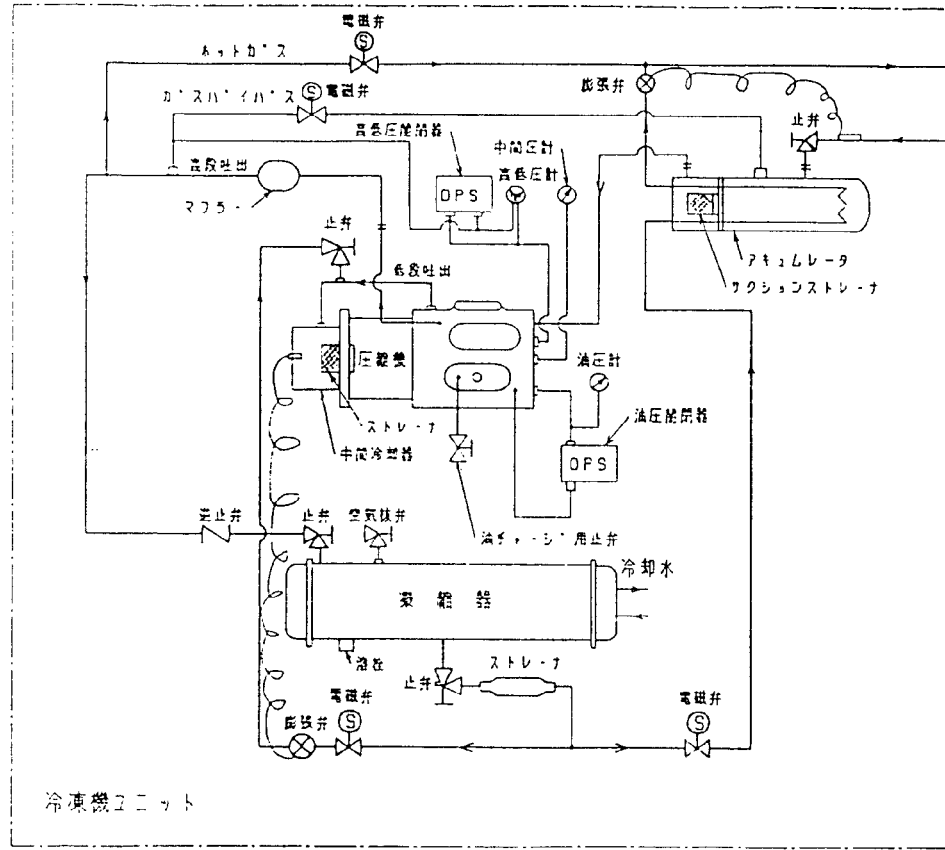 電磁弁
S
ホットガス
膨張弁
ガスバイパス
S
電磁弁
高低圧開閉器
中間圧計
止弁
高段吐出
DPS
高低圧計
マフラー
止弁
アキュムレータ
サクションストレーナ
低段吐出
圧縮機
油圧計
ストレーナ
油圧開閉器
中間冷却器
OPS
逆止弁
止弁
空気抜弁
油チャージ用止弁
冷却水
凝縮器
溶栓
ストレーナ
止弁
電磁弁
S
電磁弁
S
膨張弁
冷凍機ユニット